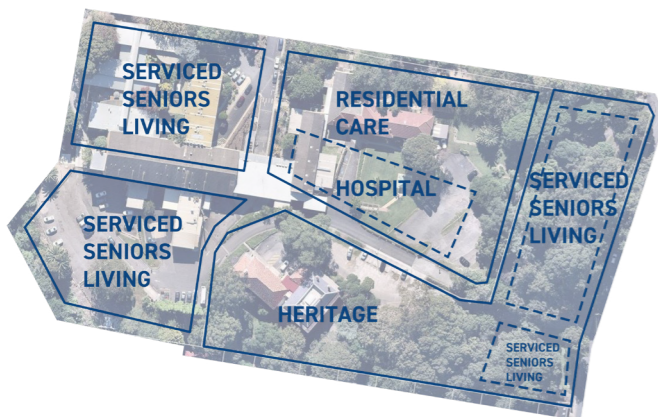 SERVICED
SENIORS
LIVING
RESIDENTIAL
CARE
HOSPITAL
SERVICED
SENIORS
LIVING
SERVICED
SENIORS
LIVING
HERITAGE
SERVICED
SENIORS
LIVING